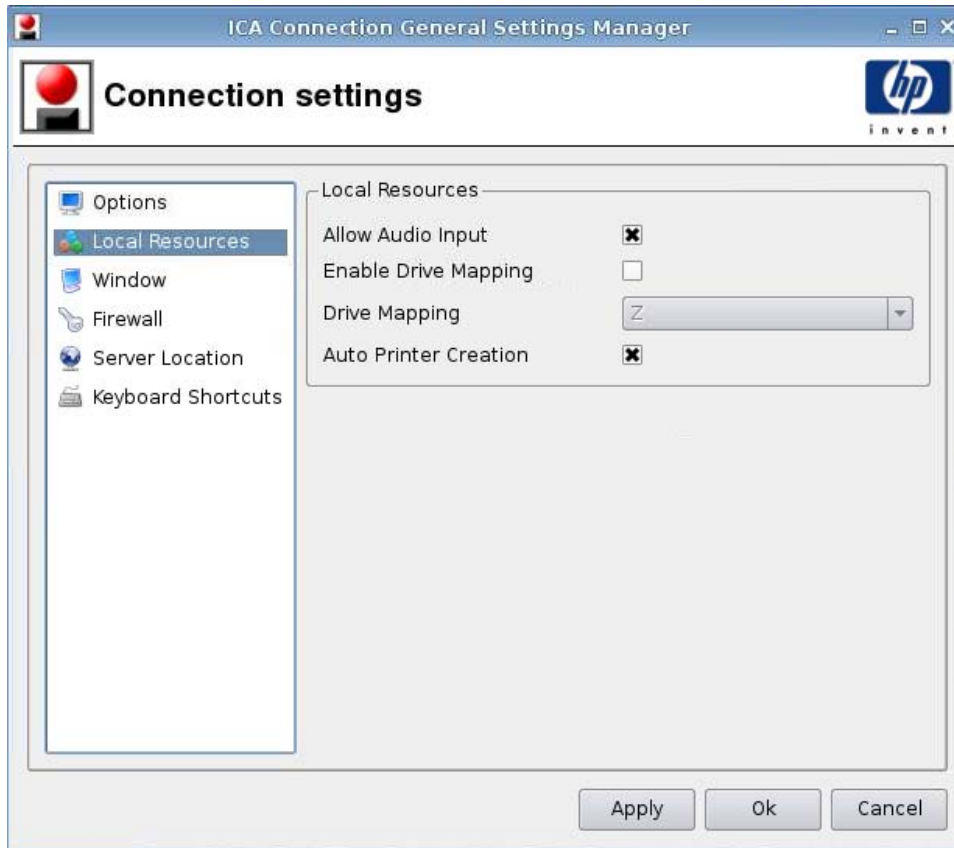 ICA Connection General Settings Manager
Connection settings
hp
invent
Options
Local Resources
Window
Firewall
Server Location
Keyboard Shortcuts
Local Resources
Allow Audio Input
Enable Drive Mapping
Drive Mapping Z
Auto Printer Creation
Apply Ok Cancel